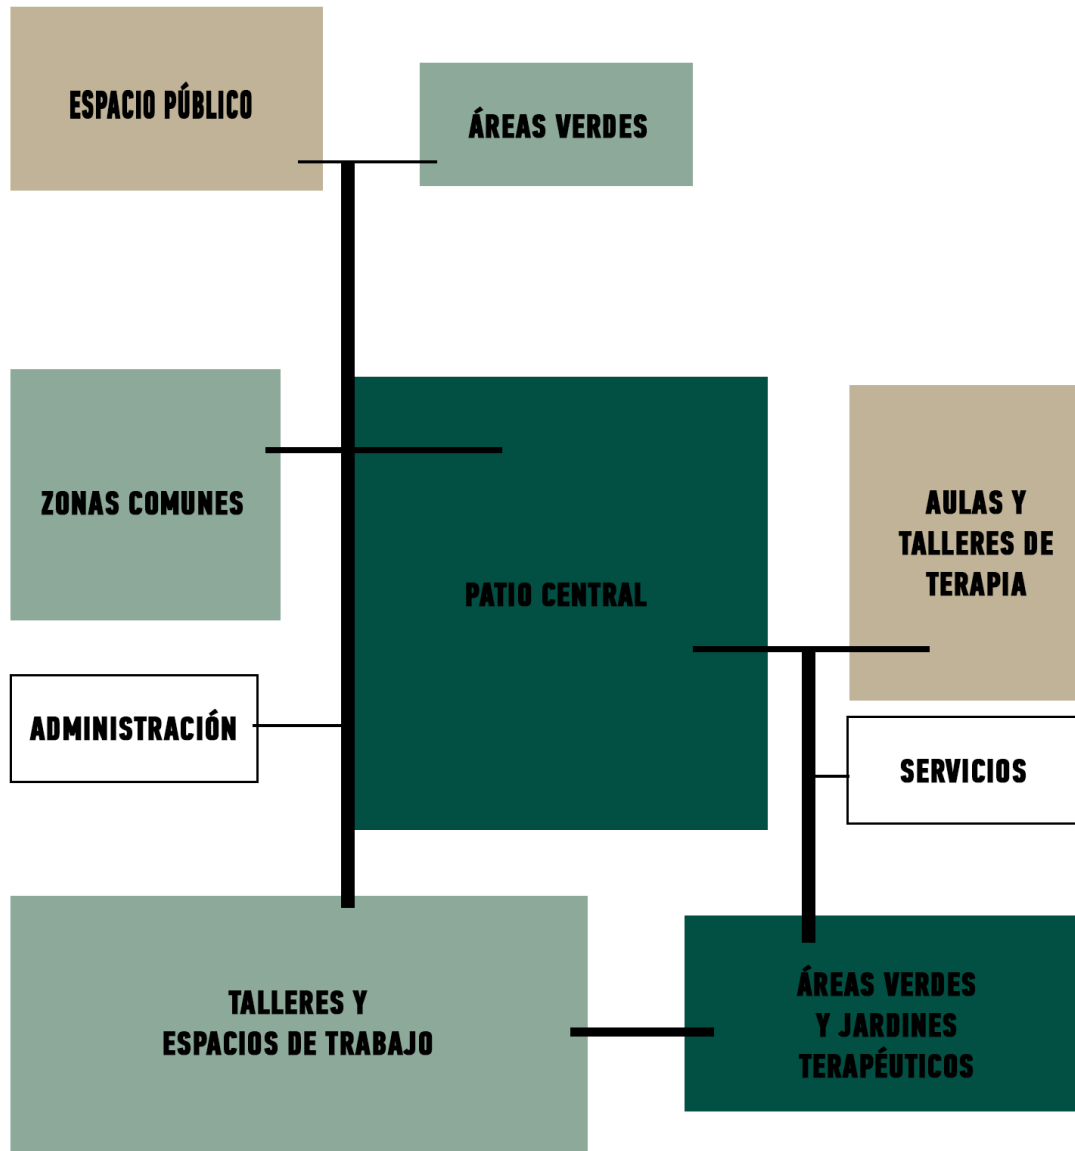 ESPACIO PÚBLICO
ÁREAS VERDES
ZONAS COMUNES
PATIO CENTRAL
AULAS Y
TALLERES DE
TERAPIA
ADMINISTRACIÓN
SERVICIOS
TALLERES Y
ESPACIOS DE TRABAJO
ÁREAS VERDES
Y JARDINES
TERAPÉUTICOS